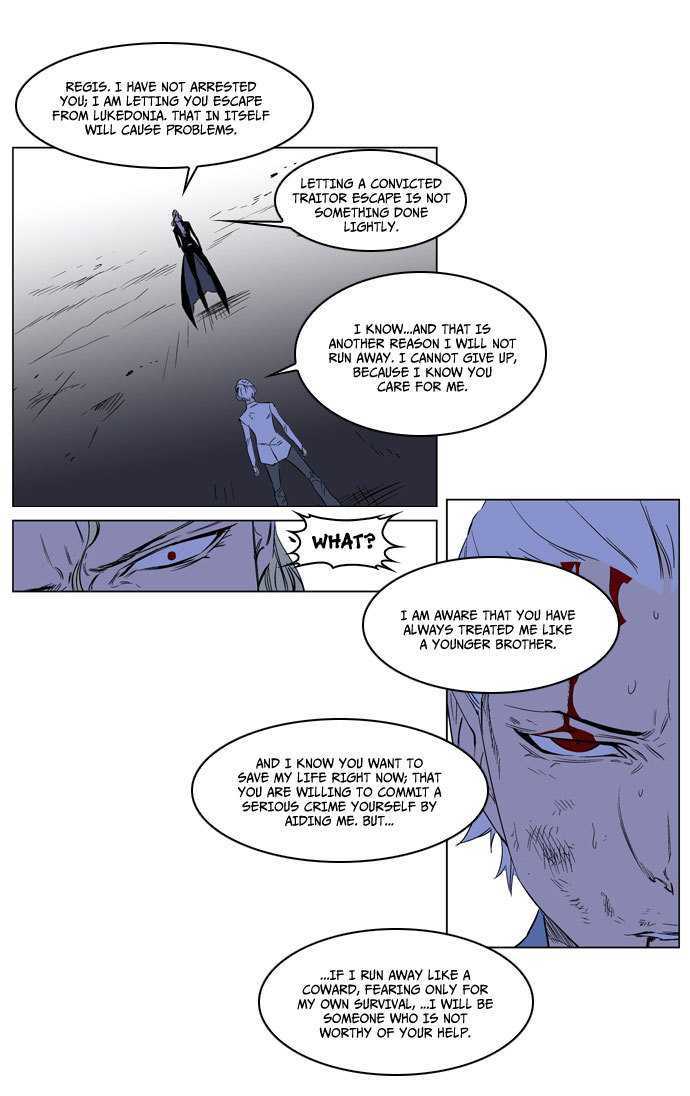 REGIS. I HAVE NOT ARRESTED
YOU; I AM LETTING YOU ESCAPE
FROM LUKEDONIA. THAT IN ITSELF
WILL CAUSE PROBLEMS.
LETTING A CONVICTED
TRAITOR ESCAPE IS NOT
SOMETHING DONE
LIGHTLY.
I KNOW...AND THAT IS
ANOTHER REASON I WILL NOT
RUN AWAY. I CANNOT GIVE UP,
BECAUSE I KNOW YOU
CARE FOR ME.
WHAT?
I AM AWARE THAT YOU HAVE
ALWAYS TREATED ME LIKE
A YOUNGER BROTHER.
AND I KNOW YOU WANT TO
SAVE MY LIFE RIGHT NOW; THAT
YOU ARE WILLING TO COMMIT A
SERIOUS CRIME YOURSELF BY
AIDING ME. BUT...
...IF I RUN AWAY LIKE A
COWARD, FEARING ONLY FOR
MY OWN SURVIVAL, ...I WILL BE
SOMEONE WHO IS NOT
WORTHY OF YOUR HELP.